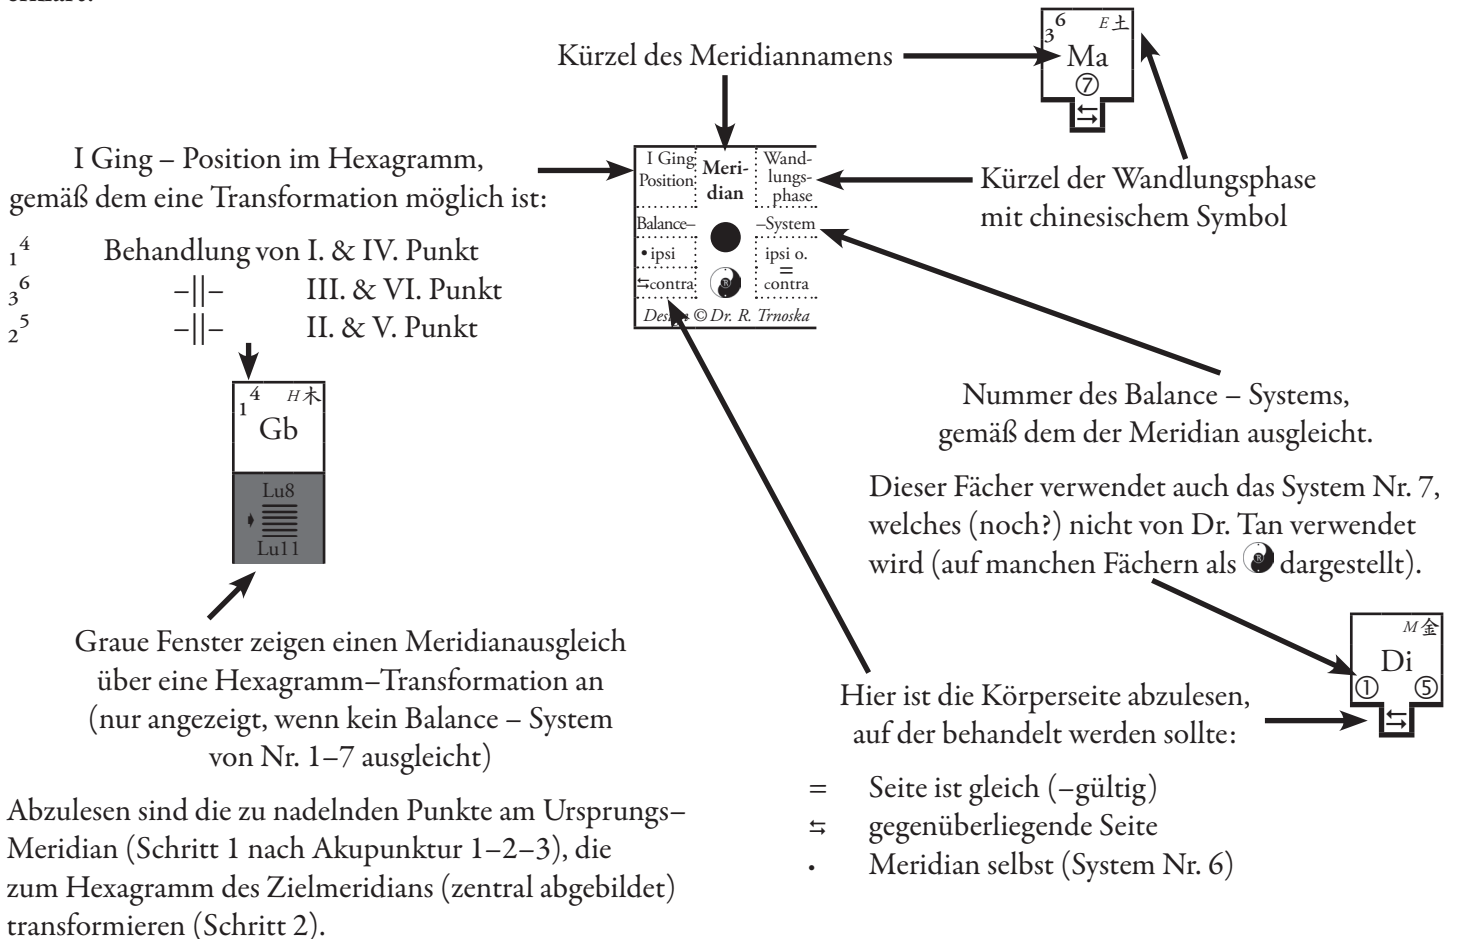 Kürzel des Meridiannamens
3 6 E 土
Ma
⑦
⇆
I Ging – Position im Hexagramm,
gemäß dem eine Transformation möglich ist:
1 4 Behandlung von I. & IV. Punkt
3 6 –||– III. & VI. Punkt
2 5 –||– II. & V. Punkt
I Ging
Position
Meri-
dian
Wand-
lungs-
phase
Balance–
–System
• ipsi
ipsi o.
=
contra
⇆contra
®
Design © Dr. R. Trnoska
Kürzel der Wandlungsphase
mit chinesischem Symbol
1 4 H 木
Gb
Lu8
Lu11
Graue Fenster zeigen einen Meridianausgleich
über eine Hexagramm–Transformation an
(nur angezeigt, wenn kein Balance – System
von Nr. 1–7 ausgleicht)
Abzulesen sind die zu nadelnden Punkte am Ursprungs–
Meridian (Schritt 1 nach Akupunktur 1–2–3), die
zum Hexagramm des Zielmeridians (zentral abgebildet)
transformieren (Schritt 2).
Nummer des Balance – Systems,
gemäß dem der Meridian ausgleicht.
Dieser Fächer verwendet auch das System Nr. 7,
welches (noch?) nicht von Dr. Tan verwendet
wird (auf manchen Fächern als ® dargestellt).
M 金
Di
① ⑤
⇆
Hier ist die Körperseite abzulesen,
auf der behandelt werden sollte:
= Seite ist gleich (–gültig)
⇆ gegenüberliegende Seite
· Meridian selbst (System Nr. 6)